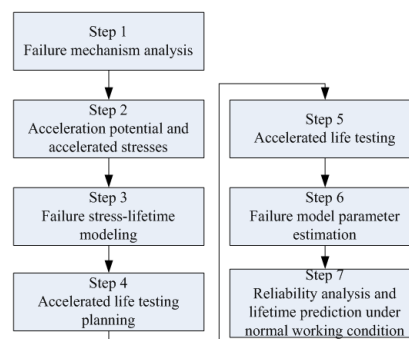 Step 1
Failure mechanism analysis
Step 2
Acceleration potential and
accelerated stresses
Step 3
Failure stress-lifetime
modeling
Step 4
Accelerated life testing
planning
Step 5
Accelerated life testing
Step 6
Failure model parameter
estimation
Step 7
Reliability analysis and
lifetime prediction under
normal working condition